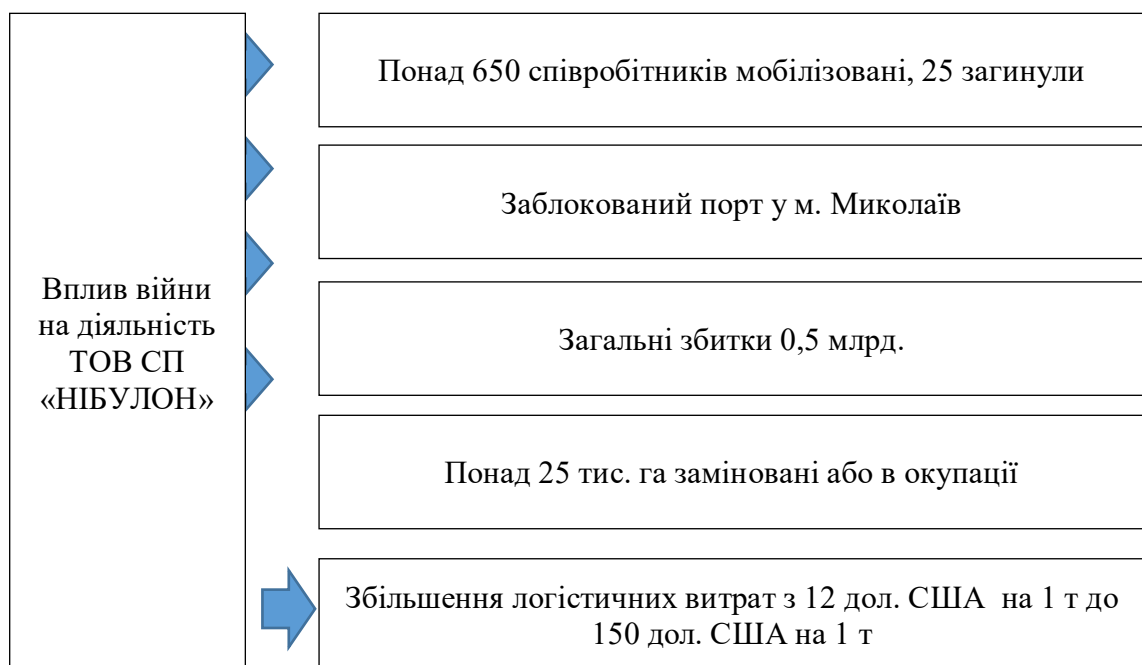 Вплив війни
на діяльність
ТОВ СП
«НІБУЛОН»
Понад 650 співробітників мобілізовані, 25 загинули
Заблокований порт у м. Миколаїв
Загальні збитки 0,5 млрд.
Понад 25 тис. га заміновані або в окупації
Збільшення логістичних витрат з 12 дол. США на 1 т до
150 дол. США на 1 т